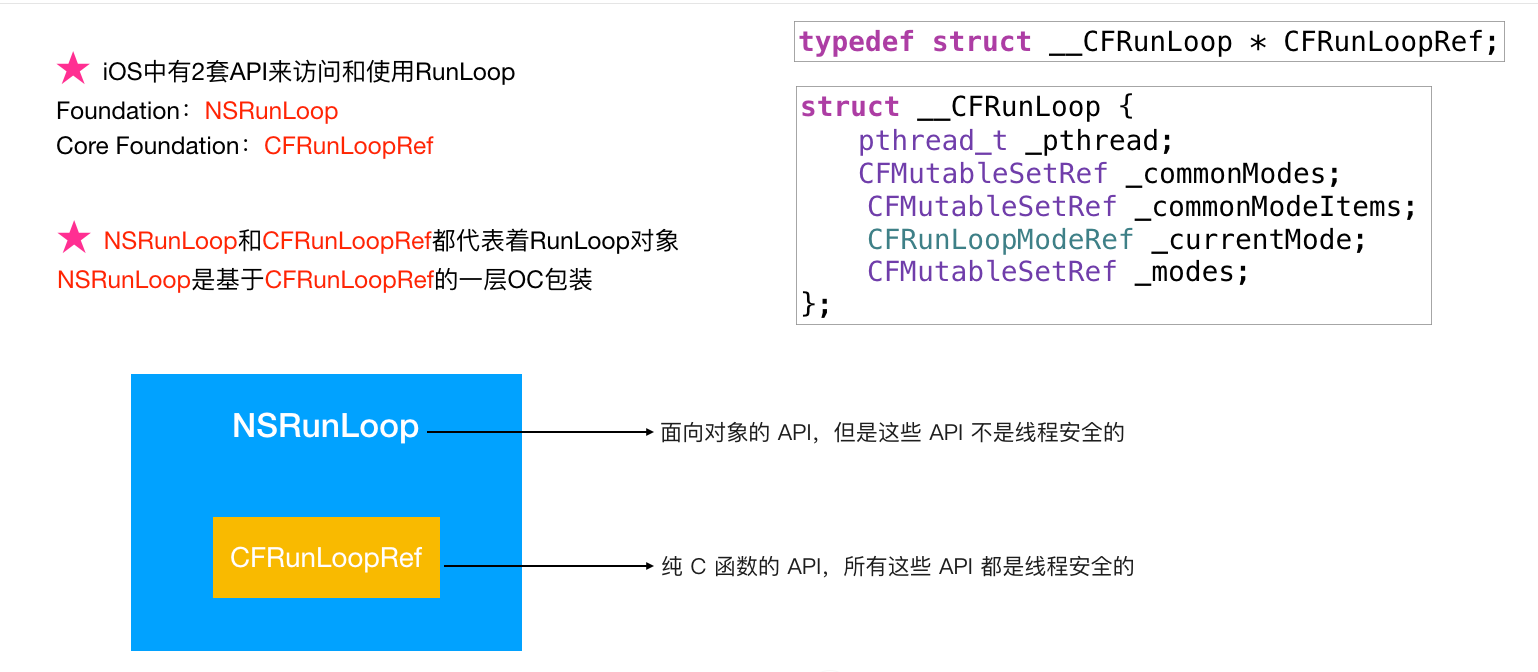 iOS中有2套API来访问和使用RunLoop
Foundation：NSRunLoop
Core Foundation：CFRunLoopRef
NSRunLoop和CFRunLoopRef都代表着RunLoop对象
NSRunLoop是基于CFRunLoopRef的一层OC包装
typedef struct __CFRunLoop * CFRunLoopRef;
struct __CFRunLoop {
pthread_t _pthread;
CFMutableSetRef _commonModes;
CFMutableSetRef _commonModeItems;
CFRunLoopModeRef _currentMode;
CFMutableSetRef _modes;
};
NSRunLoop
面向对象的 API，但是这些 API 不是线程安全的
CFRunLoopRef
纯 C 函数的 API，所有这些 API 都是线程安全的